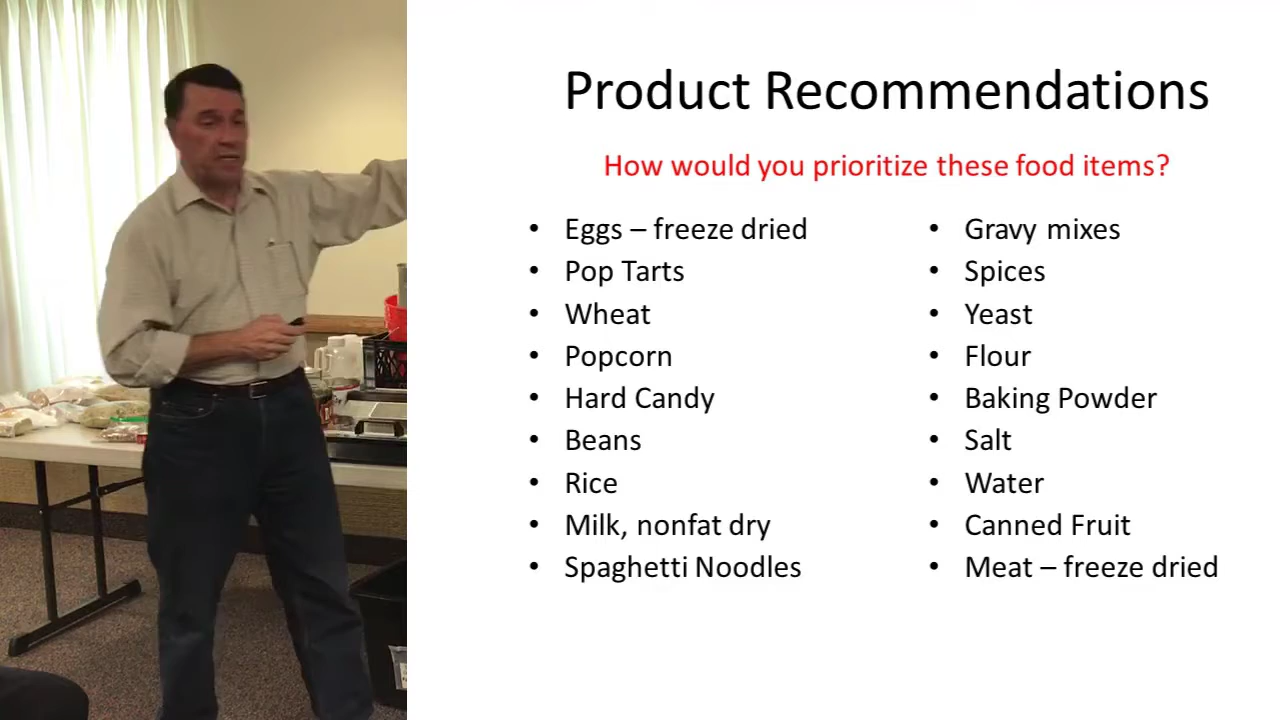 Product Recommendations
How would you prioritize these food items?
• Eggs – freeze dried
• Pop Tarts
• Wheat
• Popcorn
• Hard Candy
• Beans
• Rice
• Milk, nonfat dry
• Spaghetti Noodles
• Gravy mixes
• Spices
• Yeast
• Flour
• Baking Powder
• Salt
• Water
• Canned Fruit
• Meat – freeze dried